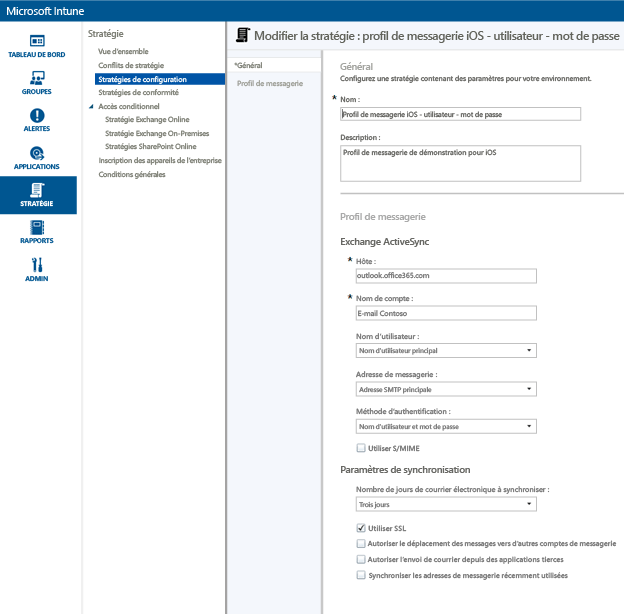 Microsoft Intune
TABLEAU DE BORD
GROUPES
ALERTES
APPLICATIONS
STRATÉGIE
RAPPORTS
ADMIN
Stratégie
Vue d'ensemble
Conflits de stratégie
Stratégies de configuration
Stratégies de conformité
Accès conditionnel
Stratégie Exchange Online
Stratégie Exchange On-Premises
Stratégies SharePoint Online
Inscription des appareils de l'entreprise
Conditions générales
Modifier la stratégie : profil de messagerie iOS - utilisateur - mot de passe
*Général
Profil de messagerie
Général
Configurez une stratégie contenant des paramètres pour votre environnement.
* Nom :
Profil de messagerie iOS - utilisateur - mot de passe
Description :
Profil de messagerie de démonstration pour iOS
Profil de messagerie
Exchange ActiveSync
* Hôte :
outlook.office365.com
* Nom de compte :
E-mail Contoso
Nom d'utilisateur :
Nom d'utilisateur principal
Adresse de messagerie :
Adresse SMTP principale
Méthode d'authentification :
Nom d'utilisateur et mot de passe
Utiliser S/MIME
Paramètres de synchronisation
Nombre de jours de courrier électronique à synchroniser :
Trois jours
Utiliser SSL
Autoriser le déplacement des messages vers d'autres comptes de messagerie
Autoriser l'envoi de courrier depuis des applications tierces
Synchroniser les adresses de messagerie récemment utilisées